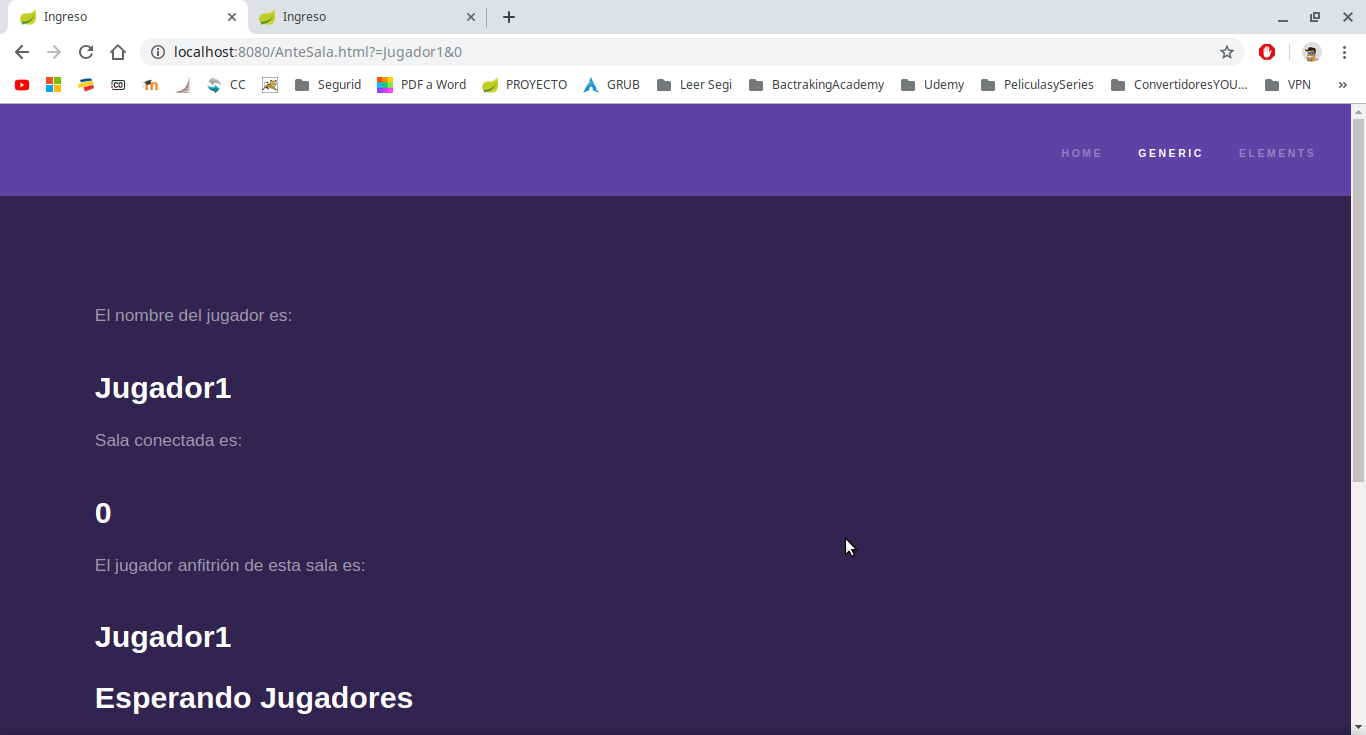 Ingreso
Ingreso
localhost:8080/AnteSala.html?=Jugador1&0
CC
Segurid
PDF a Word
PROYECTO
GRUB
Leer Segi
BactrakingAcademy
Udemy
PeliculasySeries
ConvertidoresYOU...
VPN
»
HOME
GENERIC
ELEMENTS
El nombre del jugador es:
Jugador1
Sala conectada es:
0
El jugador anfitrión de esta sala es:
Jugador1
Esperando Jugadores